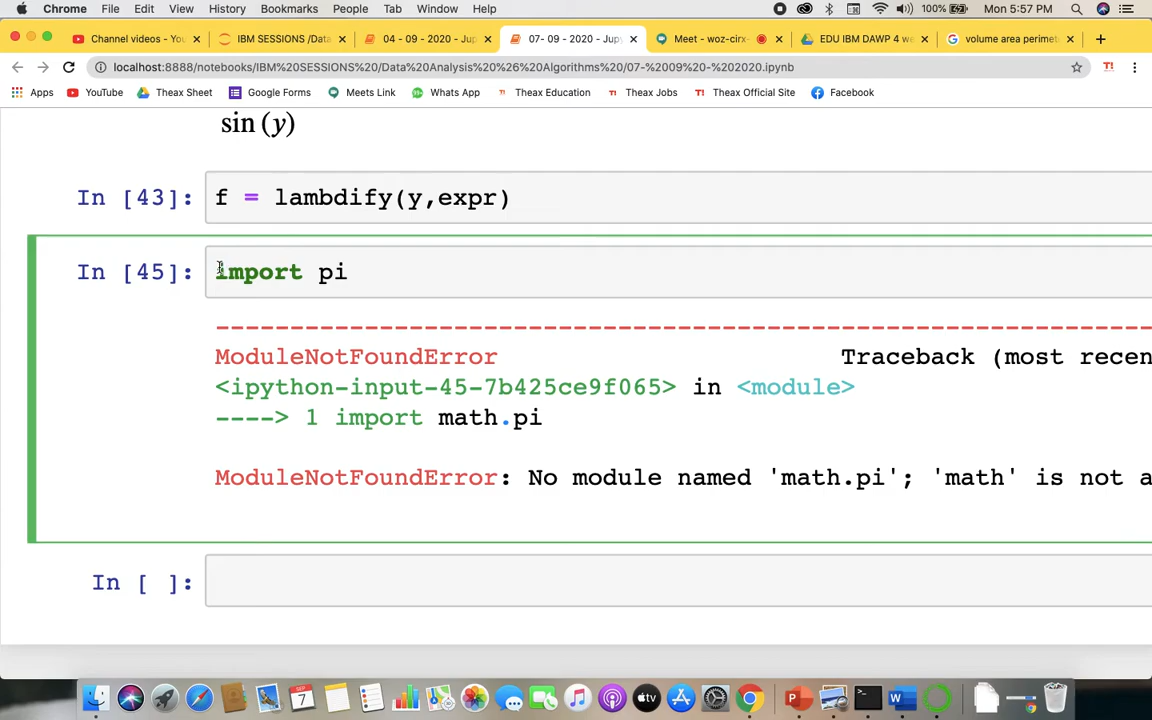 Chrome File Edit View History Bookmarks People Tab Window Help 100% Mon 5:57 PM
Channel videos - You IBM SESSIONS /Data 04 - 09 - 2020 - Jup 07- 09 - 2020 - Jup Meet - woz-cirx- EDU IBM DAWP 4 we volume area perimet
localhost:8888/notebooks/IBM%20SESSIONS%20/Data%20Analysis%20%26%20Algorithms%20/07-%2009%20-%202020.ipynb
Apps YouTube Theax Sheet Google Forms Meets Link Whats App Theax Education Theax Jobs Theax Official Site Facebook
sin (y)
In [43]: f = lambdify(y,expr)
In [45]: import pi
---------------------------------------------------------------
ModuleNotFoundError Traceback (most recen
<ipython-input-45-7b425ce9f065> in <module>
----> 1 import math.pi
ModuleNotFoundError: No module named 'math.pi'; 'math' is not a
In [ ]: